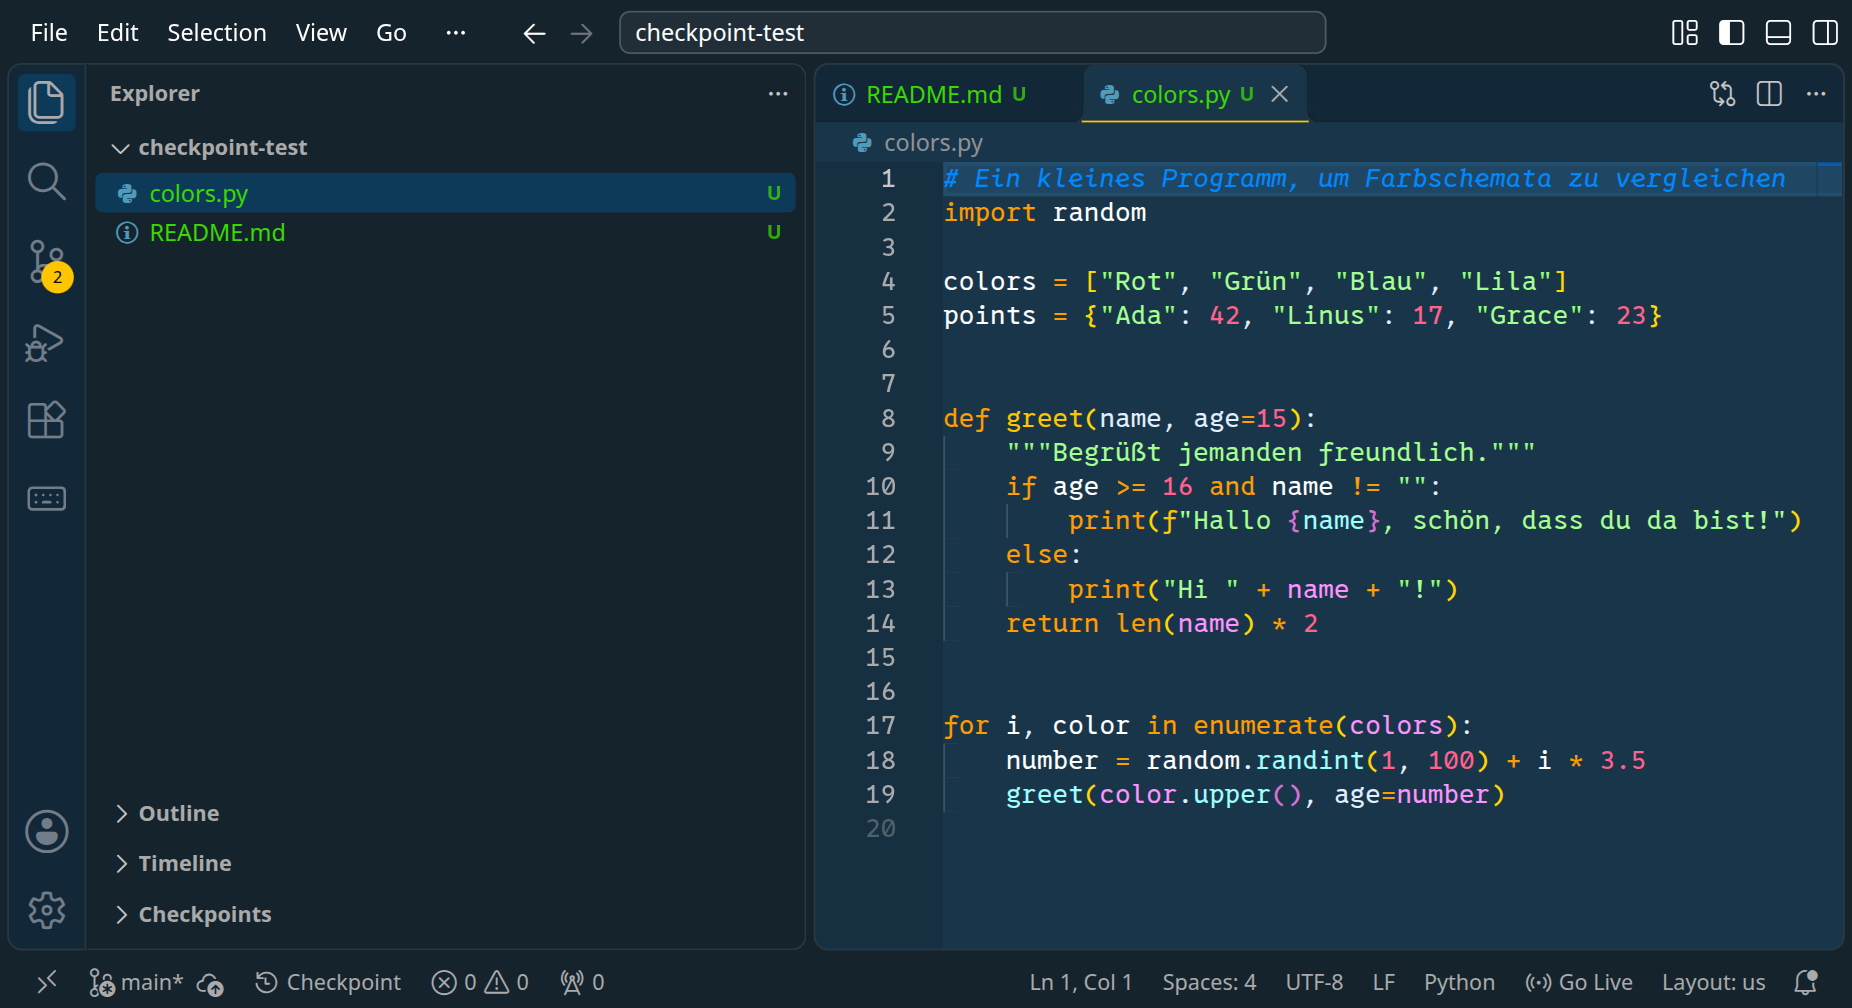 File Edit Selection View Go ··· checkpoint-test
Explorer ···
checkpoint-test
colors.py U
README.md U
2
Outline
Timeline
Checkpoints
README.md U colors.py U ···
colors.py
1 # Ein kleines Programm, um Farbschemata zu vergleichen
2 import random
3
4 colors = ["Rot", "Grün", "Blau", "Lila"]
5 points = {"Ada": 42, "Linus": 17, "Grace": 23}
6
7
8 def greet(name, age=15):
9     """Begrüßt jemanden freundlich."""
10     if age >= 16 and name != "":
11         print(f"Hallo {name}, schön, dass du da bist!")
12     else:
13         print("Hi " + name + "!")
14     return len(name) * 2
15
16
17 for i, color in enumerate(colors):
18     number = random.randint(1, 100) + i * 3.5
19     greet(color.upper(), age=number)
20
main* Checkpoint 0 0 0 Ln 1, Col 1 Spaces: 4 UTF-8 LF Python Go Live Layout: us